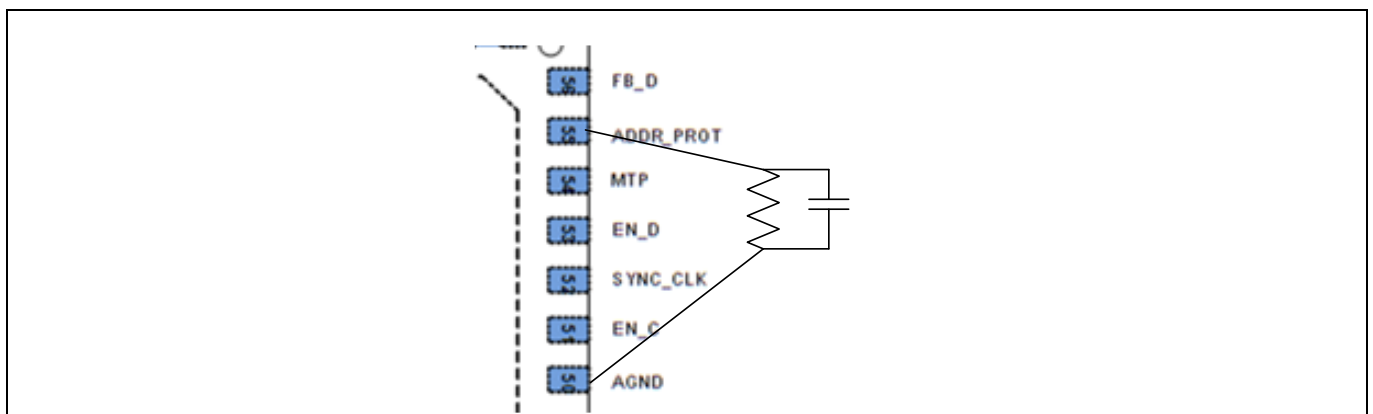 56 FB_D
55 ADDR_PROT
54 MTP
53 EN_D
52 SYNC_CLK
51 EN_C
50 AGND